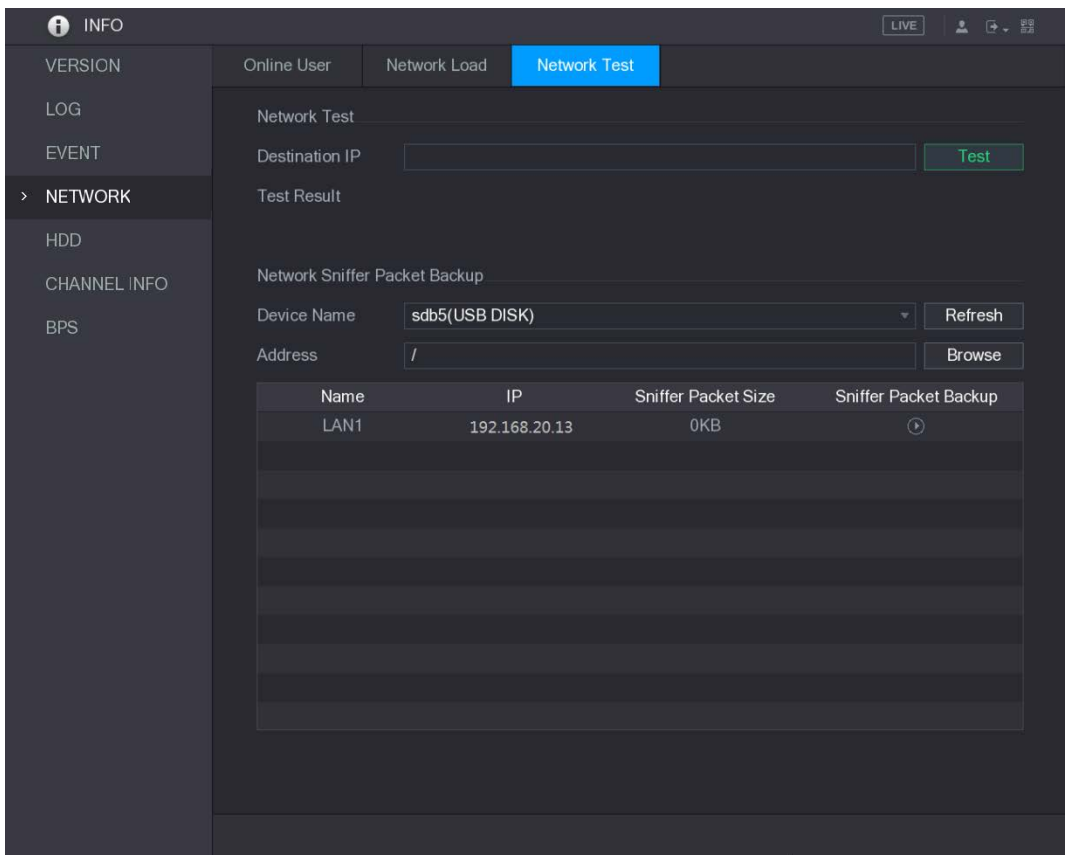 INFO LIVE
VERSION
LOG
EVENT
NETWORK
HDD
CHANNEL INFO
BPS
Online User Network Load Network Test
Network Test
Destination IP Test
Test Result
Network Sniffer Packet Backup
Device Name sdb5(USB DISK) Refresh
Address / Browse
Name IP Sniffer Packet Size Sniffer Packet Backup
LAN1 192.168.20.13 0KB